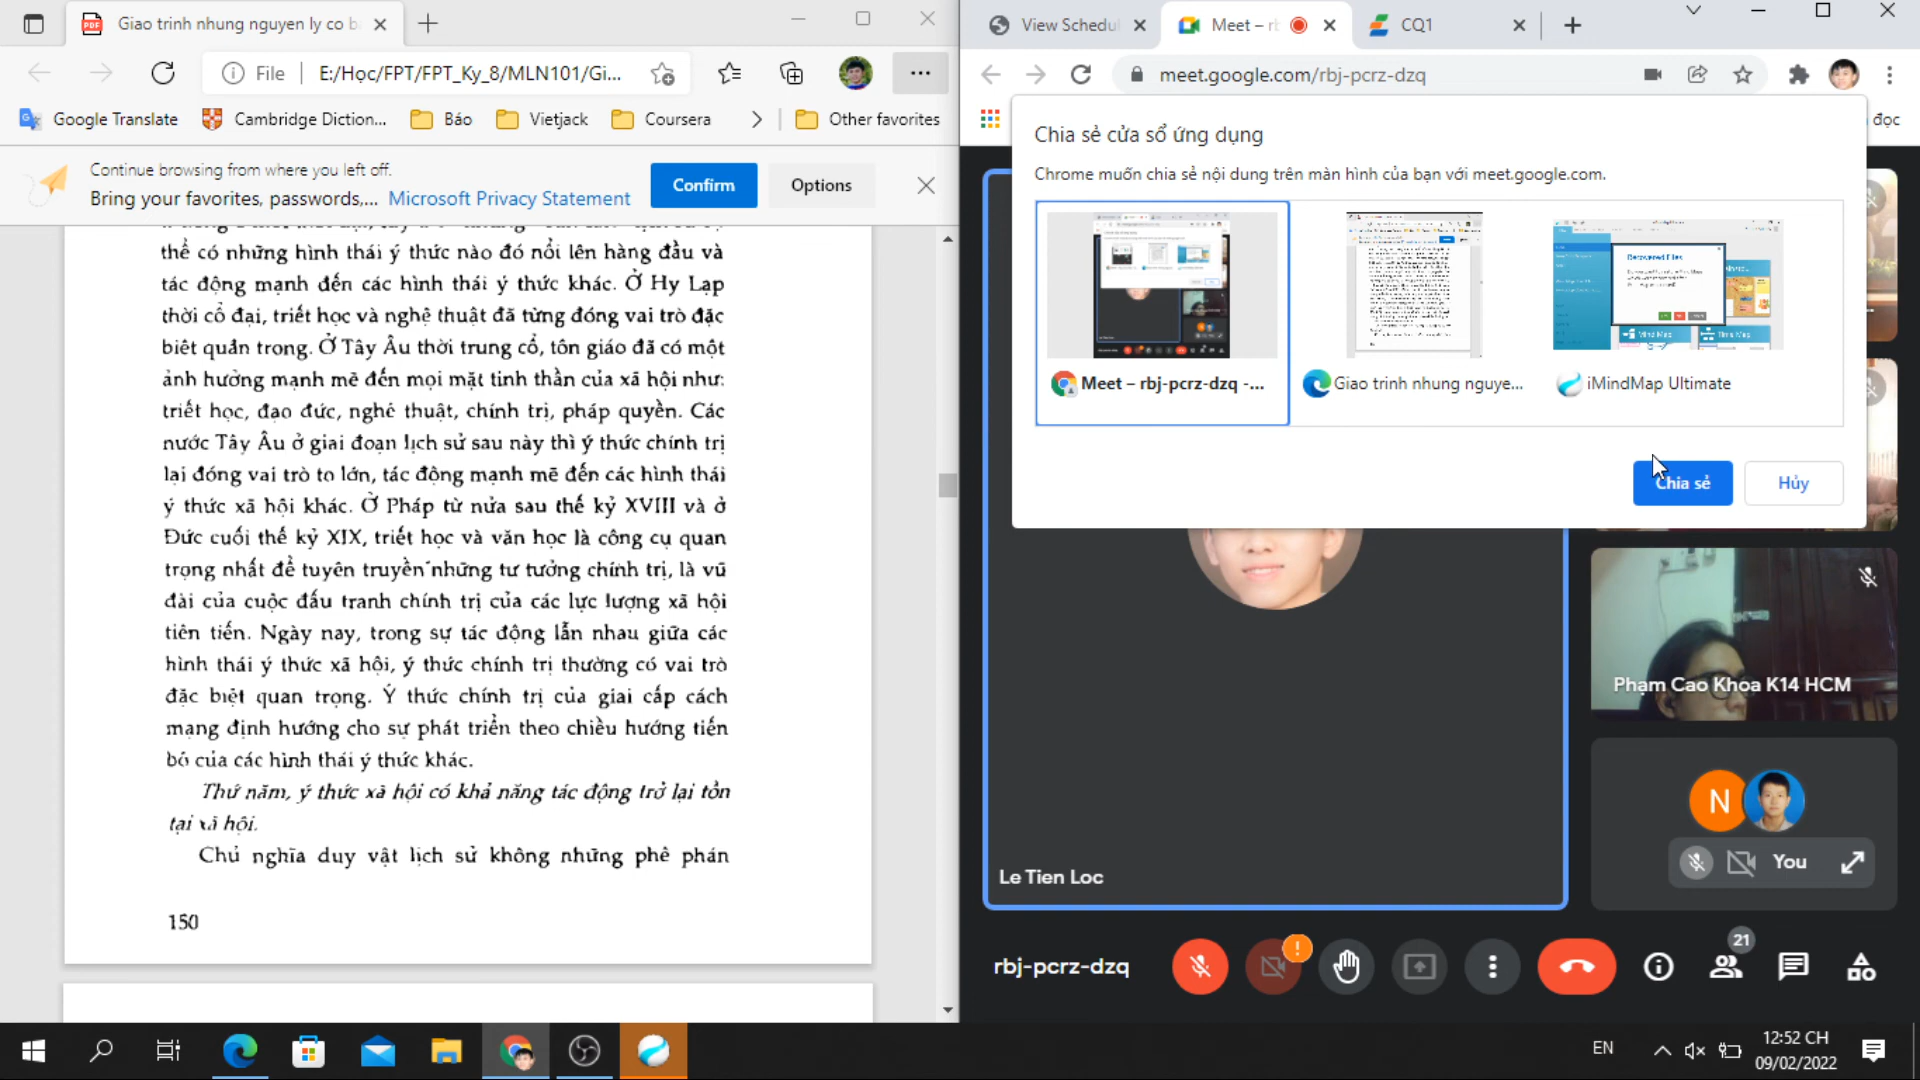 Giao trinh nhung nguyen ly co b
File
E:/Học/FPT/FPT_Ky_8/MLN101/Gi...
Google Translate
Cambridge Diction...
Báo
Vietjack
Coursera
Other favorites
Continue browsing from where you left off.
Bring your favorites, passwords,... Microsoft Privacy Statement
Confirm
Options
thể có những hình thái ý thức nào đó nổi lên hàng đầu và
tác động mạnh đến các hình thái ý thức khác. Ở Hy Lạp
thời cổ đại, triết học và nghệ thuật đã từng đóng vai trò đặc
biệt quan trọng. Ở Tây Âu thời trung cổ, tôn giáo đã có một
ảnh hưởng mạnh mẽ đến mọi mặt tinh thần của xã hội như:
triết học, đạo đức, nghệ thuật, chính trị, pháp quyền. Các
nước Tây Âu ở giai đoạn lịch sử sau này thì ý thức chính trị
lại đóng vai trò to lớn, tác động mạnh mẽ đến các hình thái
ý thức xã hội khác. Ở Pháp từ nửa sau thế kỷ XVIII và ở
Đức cuối thế kỷ XIX, triết học và văn học là công cụ quan
trọng nhất để tuyên truyền những tư tưởng chính trị, là vũ
đài của cuộc đấu tranh chính trị của các lực lượng xã hội
tiên tiến. Ngày nay, trong sự tác động lẫn nhau giữa các
hình thái ý thức xã hội, ý thức chính trị thường có vai trò
đặc biệt quan trọng. Ý thức chính trị của giai cấp cách
mạng định hướng cho sự phát triển theo chiều hướng tiến
bộ của các hình thái ý thức khác.
Thứ năm, ý thức xã hội có khả năng tác động trở lại tồn
tại xã hội.
Chủ nghĩa duy vật lịch sử không những phê phán
150
View Schedul
Meet – rb
CQ1
meet.google.com/rbj-pcrz-dzq
đọc
Chia sẻ cửa sổ ứng dụng
Chrome muốn chia sẻ nội dung trên màn hình của bạn với meet.google.com.
Recovered Files
Mind Map
Time Map
Meet – rbj-pcrz-dzq -...
Giao trinh nhung nguye...
iMindMap Ultimate
Chia sẻ
Hủy
Phạm Cao Khoa K14 HCM
N
You
Le Tien Loc
rbj-pcrz-dzq
21
EN
12:52 CH
09/02/2022